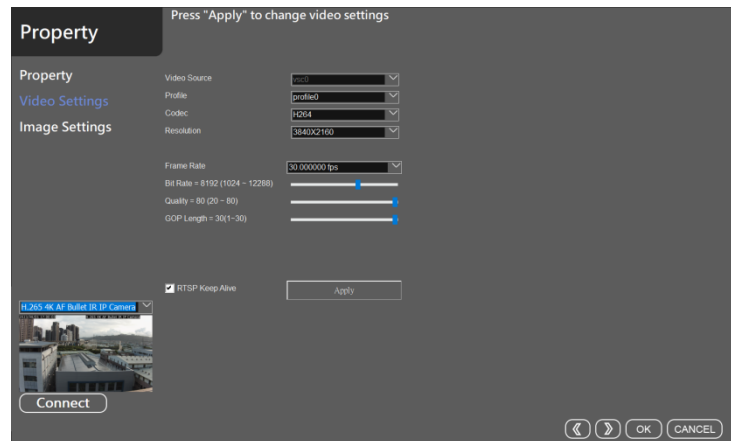 Press "Apply" to change video settings
Property
Property
Video Settings
Image Settings
Video Source
vsc0
Profile
profile0
Codec
H264
Resolution
3840X2160
Frame Rate
30.000000 fps
Bit Rate = 8192 (1024 ~ 12288)
Quality = 80 (20 ~ 80)
GOP Length = 30(1~30)
RTSP Keep Alive
Apply
H.265 4K AF Bullet IR IP Camera
Connect
OK
CANCEL